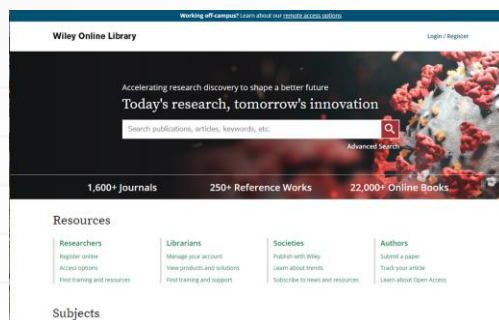 Working off-campus? Learn about our remote access options
Wiley Online Library
Login / Register
Accelerating research discovery to shape a better future
Today's research, tomorrow's innovation
Search publications, articles, keywords, etc.
Advanced Search
1,600+ Journals 250+ Reference Works 22,000+ Online Books
Resources
Researchers
Register online
Access options
Find training and resources
Librarians
Manage your account
View products and solutions
Find training and support
Societies
Publish with Wiley
Learn about trends
Subscribe to news and resources
Authors
Submit a paper
Track your article
Learn about Open Access
Subjects